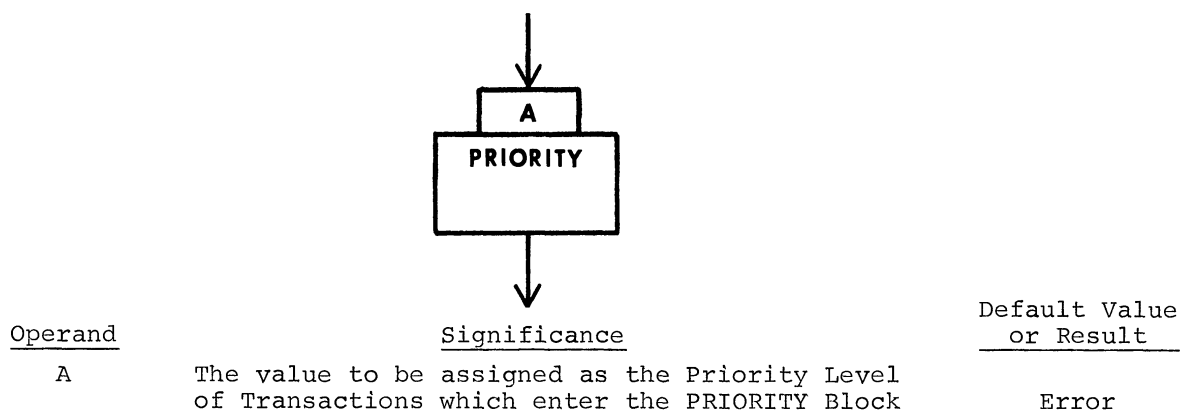 A
PRIORITY
Default Value
Operand Significance or Result
A The value to be assigned as the Priority Level
of Transactions which enter the PRIORITY Block Error